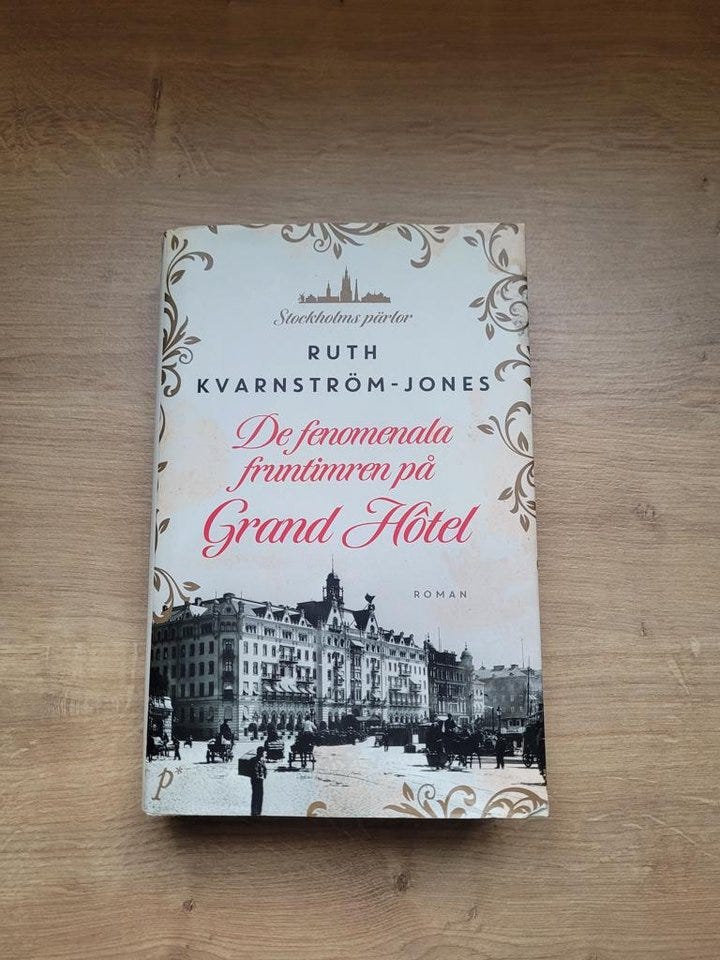 Stockholms pärlor
RUTH
KVARNSTRÖM-JONES
De fenomenala
fruntimren på
Grand Hôtel
ROMAN
p*